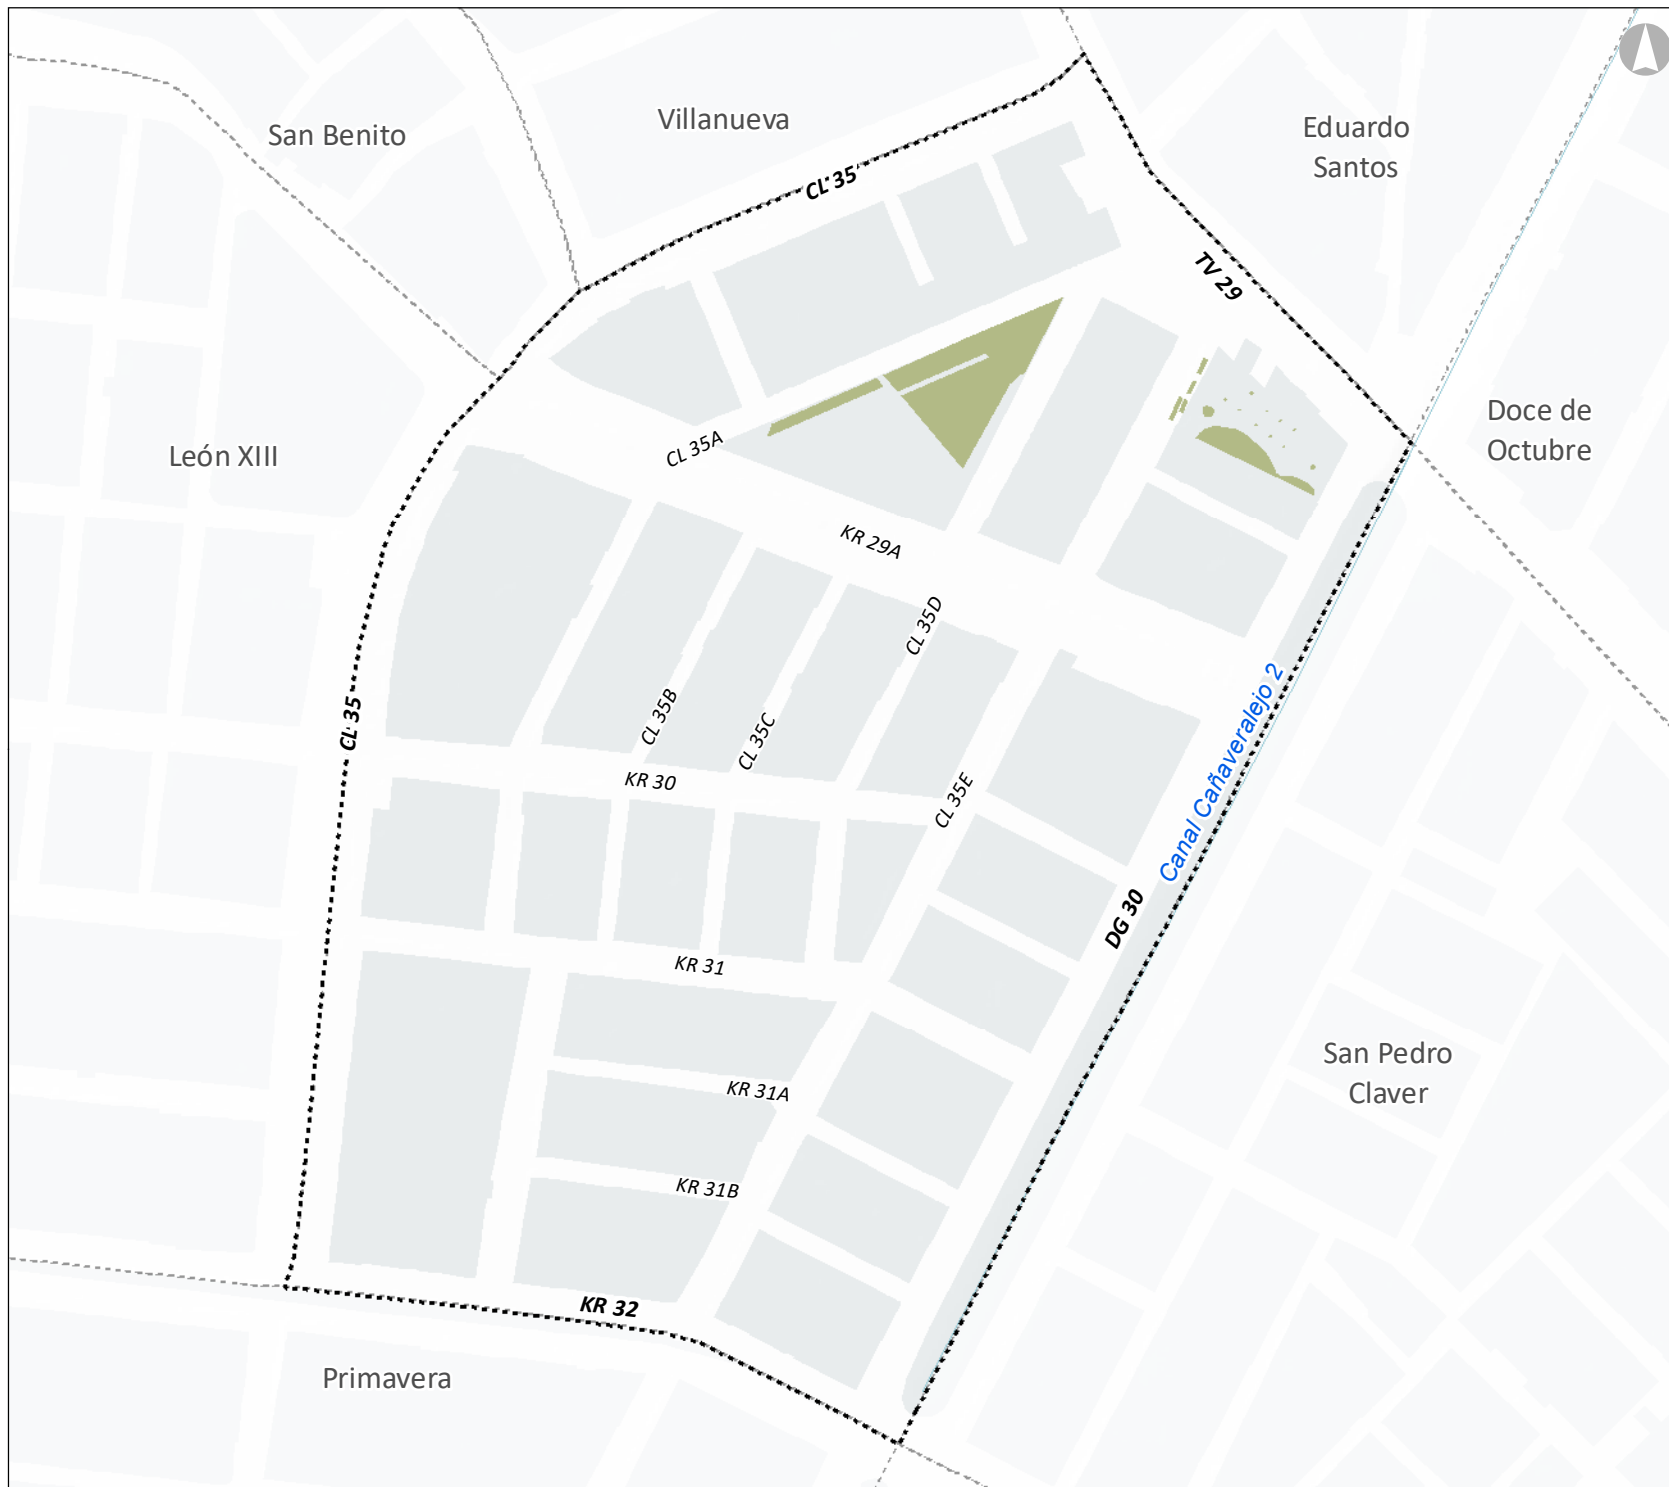 Villanueva
Eduardo
Santos
San Benito
CL 35
TV 29
Doce de
Octubre
León XIII
CL 35A
KR 29A
CL 35D
CL 35B
CL 35C
CL 35
KR 30
CL 35E
Canal Cañaveralejo 2
DG 30
KR 31
San Pedro
Claver
KR 31A
KR 31B
KR 32
Primavera